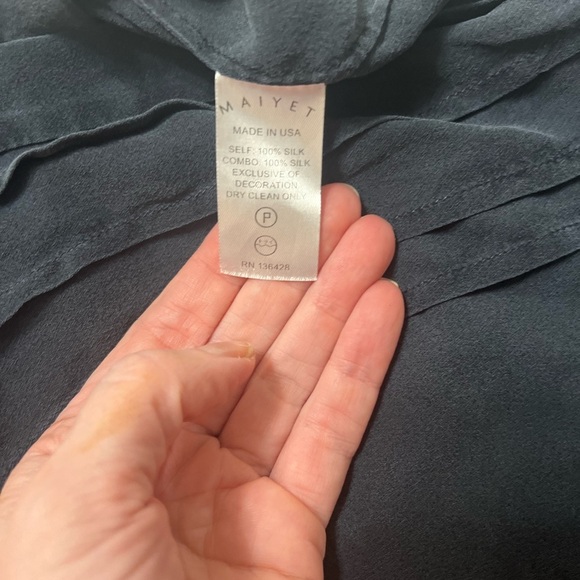 MAIYET
MADE IN USA
SELF: 100% SILK
COMBO: 100% SILK
EXCLUSIVE OF
DECORATION
DRY CLEAN ONLY
P
RN 136428